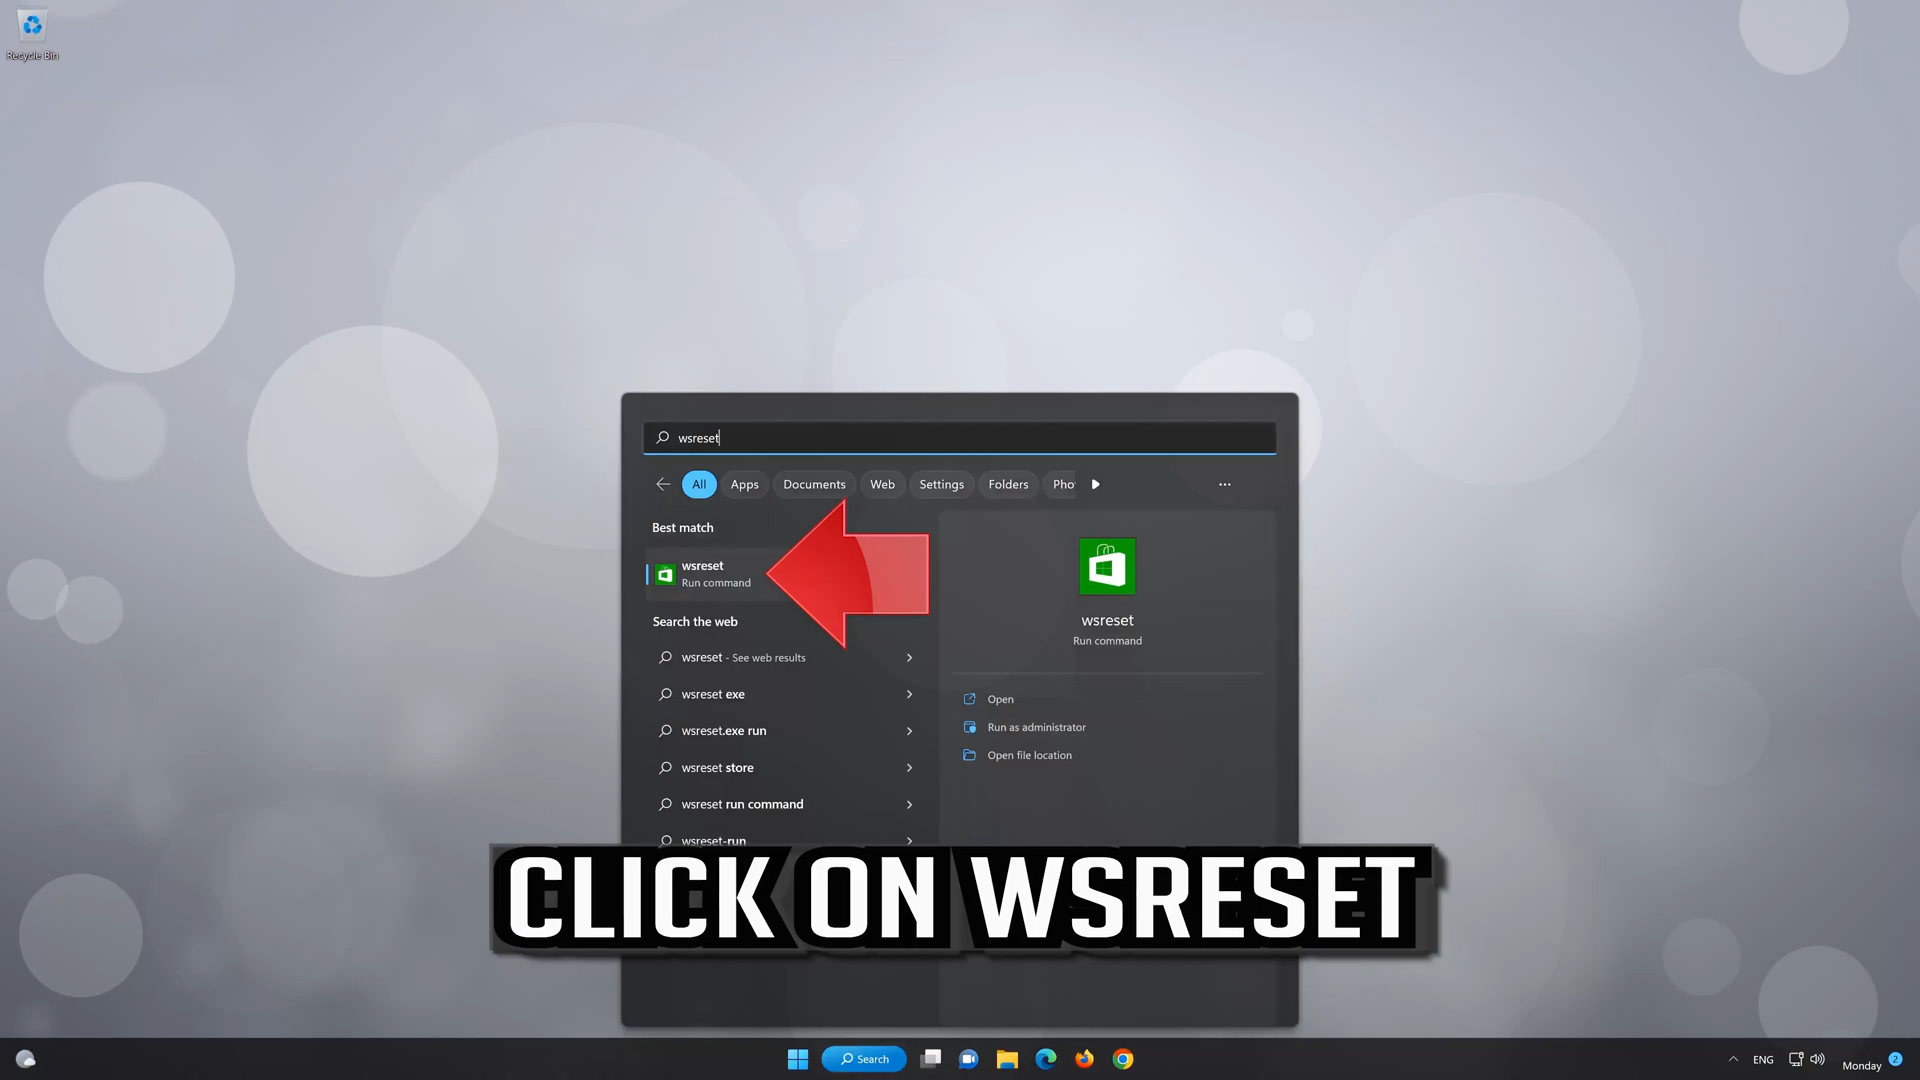 Recycle Bin
wsreset
All
Apps
Documents
Web
Settings
Folders
Pho
Best match
wsreset
Run command
Search the web
wsreset - See web results
wsreset exe
wsreset.exe run
wsreset store
wsreset run command
wsreset-run
wsreset
Run command
Open
Run as administrator
Open file location
CLICK ON WSRESET
Search
ENG
Monday
2